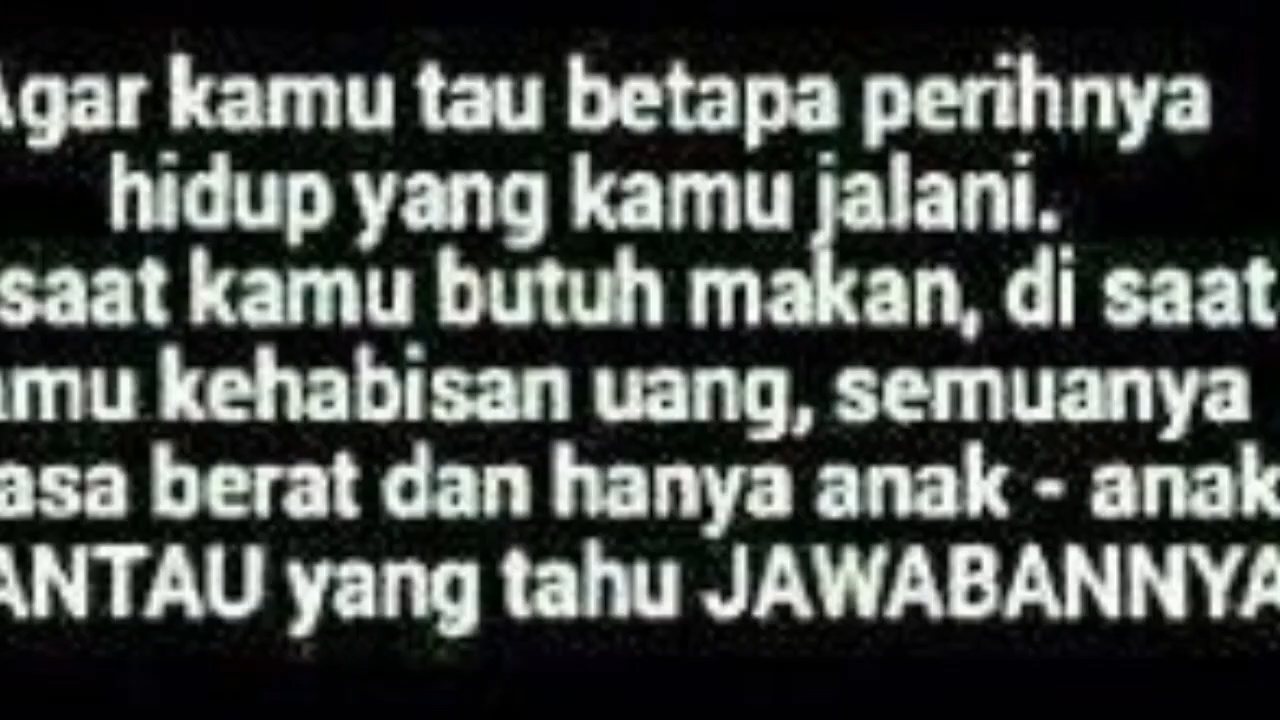 Agar kamu tau betapa perihnya
hidup yang kamu jalani.
saat kamu butuh makan, di saat
amu kehabisan uang, semuanya
asa berat dan hanya anak - anak
ANTAU yang tahu JAWABANNYA